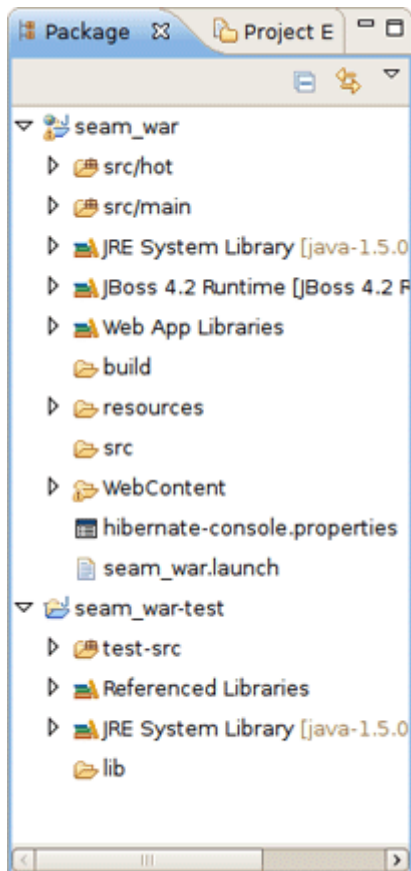 Package Project E
seam_war
src/hot
src/main
JRE System Library [java-1.5.0
JBoss 4.2 Runtime [JBoss 4.2 R
Web App Libraries
build
resources
src
WebContent
hibernate-console.properties
seam_war.launch
seam_war-test
test-src
Referenced Libraries
JRE System Library [java-1.5.0
lib